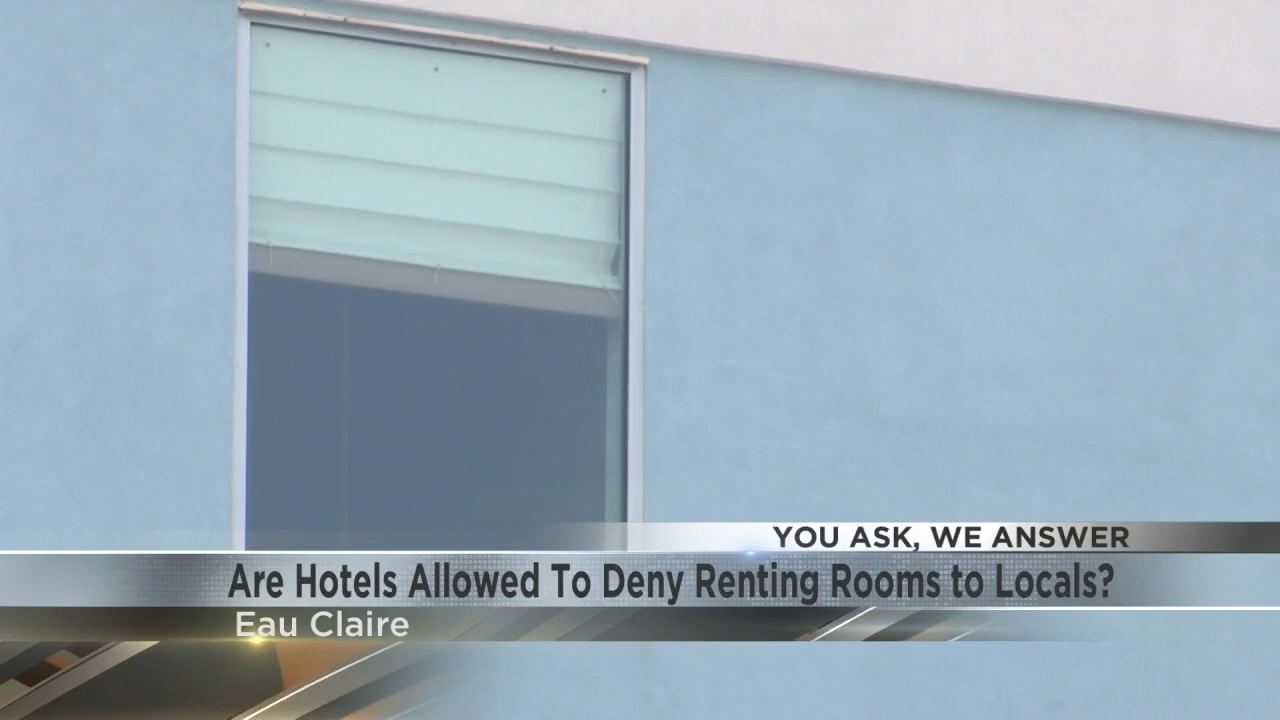 YOU ASK, WE ANSWER
Are Hotels Allowed To Deny Renting Rooms to Locals?
Eau Claire